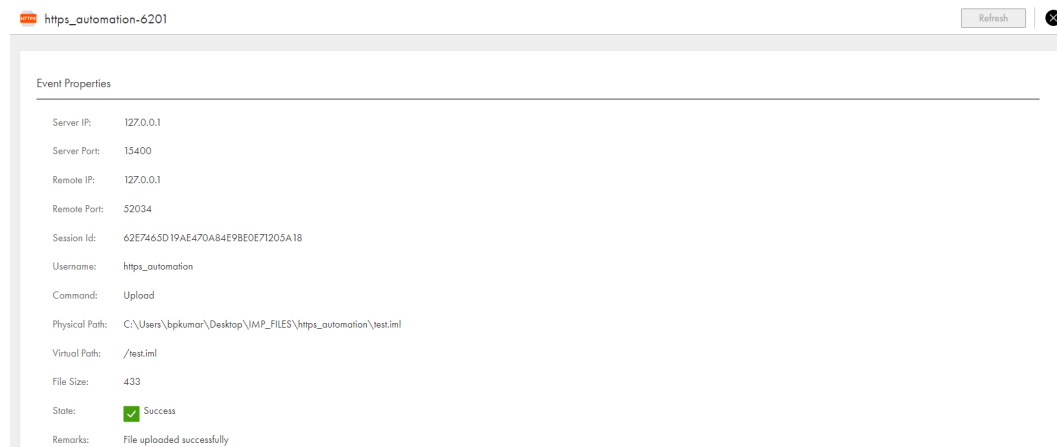 HTTPS https_automation-6201 Refresh
Event Properties
Server IP: 127.0.0.1
Server Port: 15400
Remote IP: 127.0.0.1
Remote Port: 52034
Session Id: 62E7465D19AE470A84E9BE0E71205A18
Username: https_automation
Command: Upload
Physical Path: C:\Users\bpkumar\Desktop\IMP_FILES\https_automation\test.iml
Virtual Path: /test.iml
File Size: 433
State: Success
Remarks: File uploaded successfully